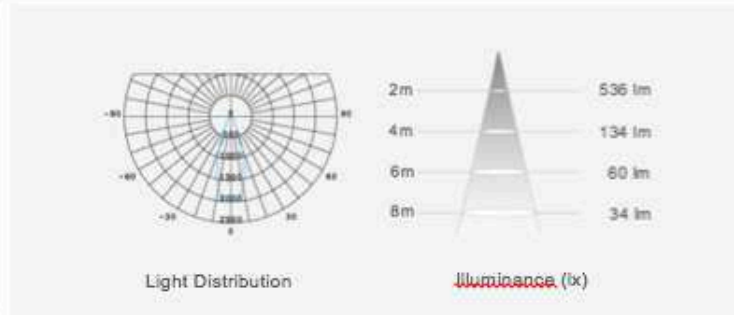 2m 536 lm
4m 134 lm
6m 60 lm
8m 34 lm
-90 90
-60 60
-30 30
0
0
Light Distribution
Illuminance (lx)